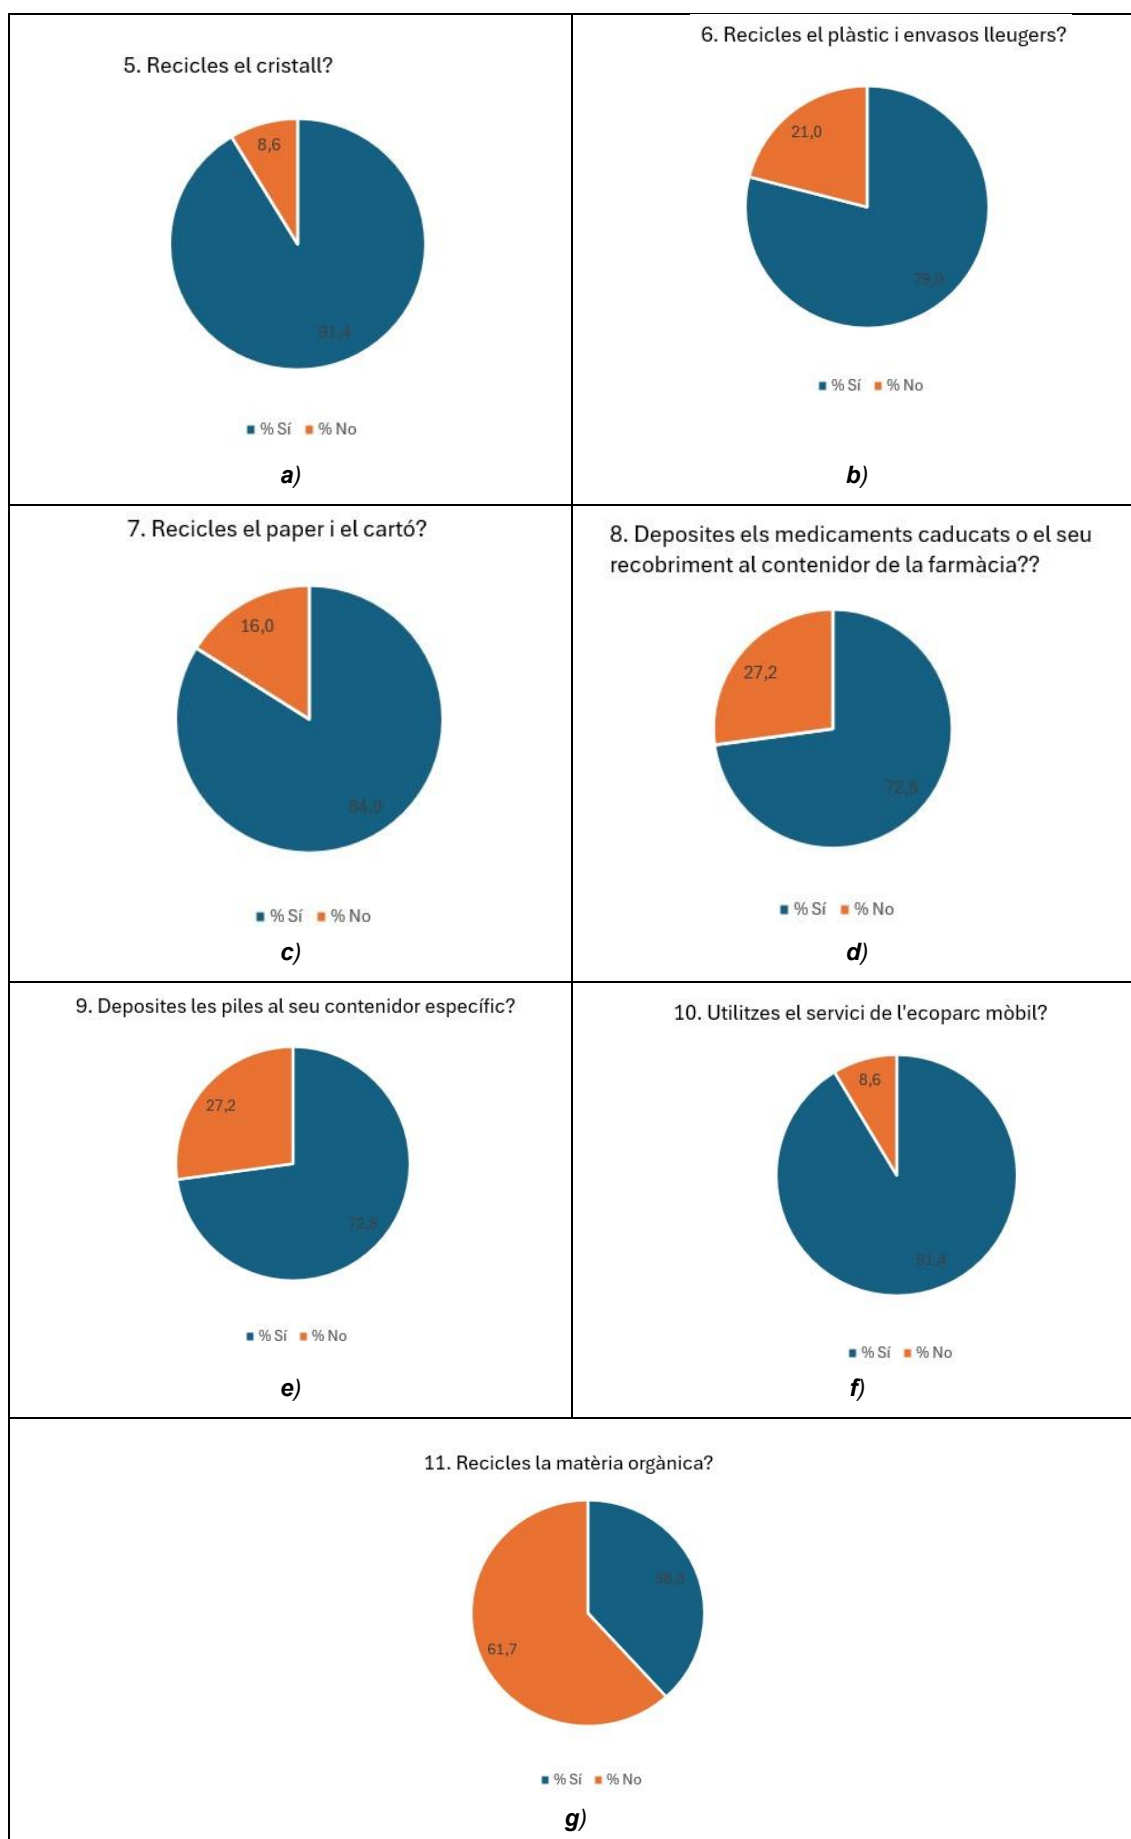 5. Recicles el cristall?
8,6
91,4
% Sí % No
a)
6. Recicles el plàstic i envasos lleugers?
21,0
79,0
% Sí % No
b)
7. Recicles el paper i el cartó?
16,0
84,0
% Sí % No
c)
8. Deposites els medicaments caducats o el seu
recobriment al contenidor de la farmàcia??
27,2
72,8
% Sí % No
d)
9. Deposites les piles al seu contenidor específic?
27,2
72,8
% Sí % No
e)
10. Utilitzes el servici de l'ecoparc mòbil?
8,6
91,4
% Sí % No
f)
11. Recicles la matèria orgànica?
38,3
61,7
% Sí % No
g)